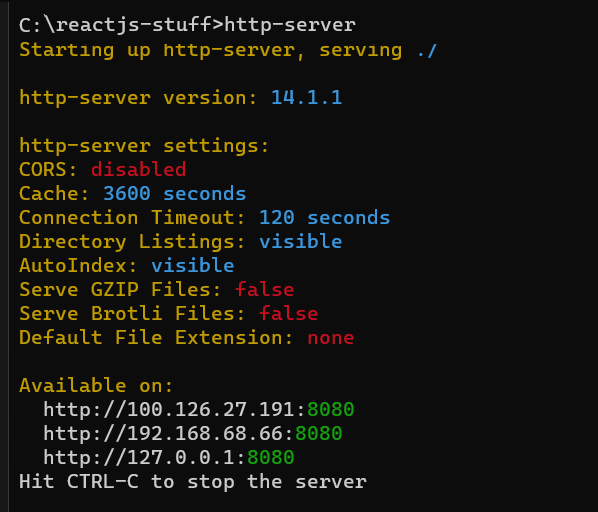 C:\reactjs-stuff>http-server
Starting up http-server, serving ./
http-server version: 14.1.1
http-server settings:
CORS: disabled
Cache: 3600 seconds
Connection Timeout: 120 seconds
Directory Listings: visible
AutoIndex: visible
Serve GZIP Files: false
Serve Brotli Files: false
Default File Extension: none
Available on:
  http://100.126.27.191:8080
  http://192.168.68.66:8080
  http://127.0.0.1:8080
Hit CTRL-C to stop the server